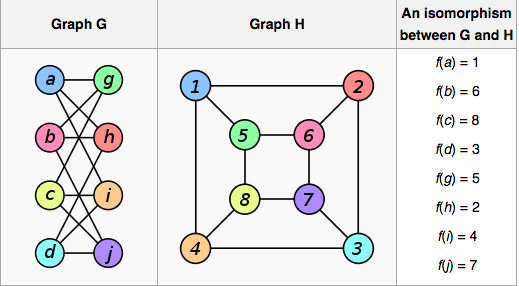 Graph G
Graph H
An isomorphism
between G and H
a
g
b
h
c
i
d
j
1
2
5
6
8
7
4
3
f(a) = 1
f(b) = 6
f(c) = 8
f(d) = 3
f(g) = 5
f(h) = 2
f(i) = 4
f(j) = 7